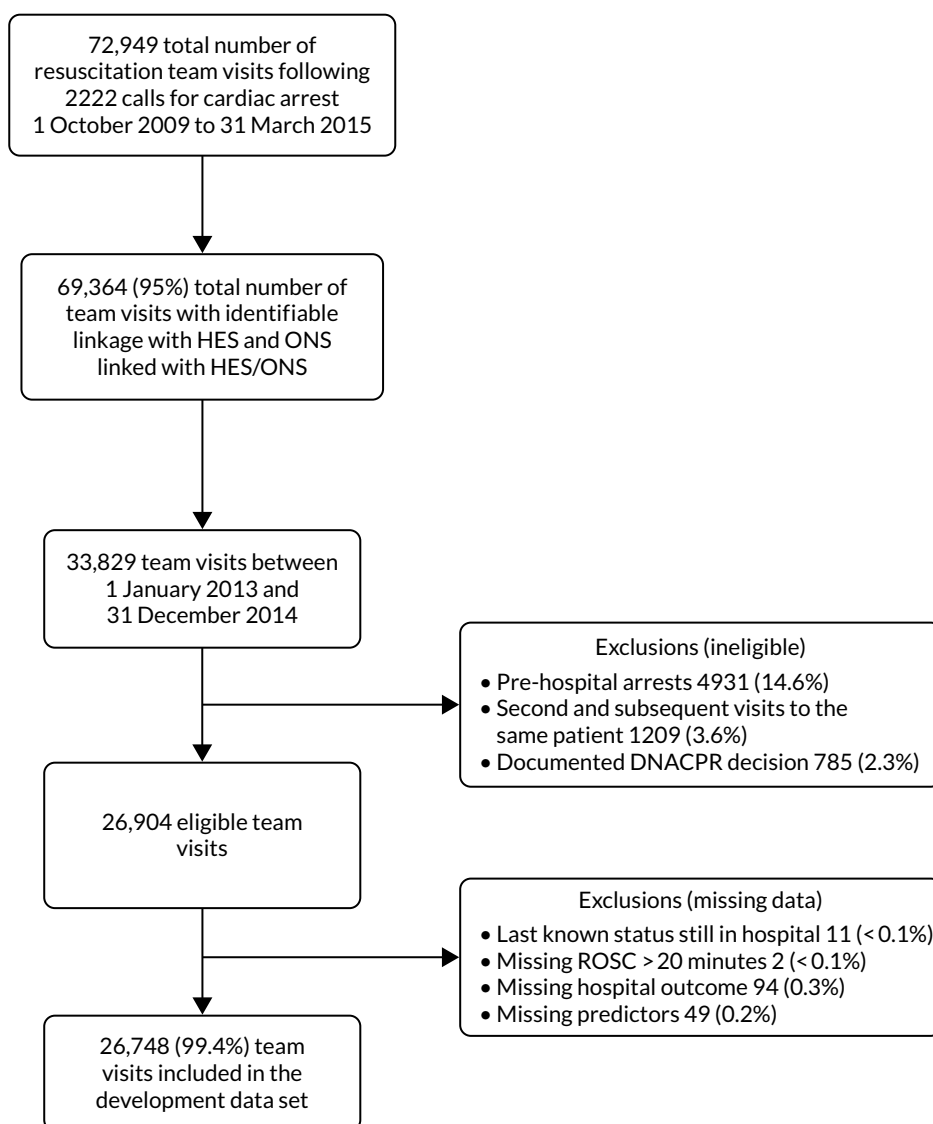 72,949 total number of
resuscitation team visits following
2222 calls for cardiac arrest
1 October 2009 to 31 March 2015
69,364 (95%) total number of
team visits with identifiable
linkage with HES and ONS
linked with HES/ONS
33,829 team visits between
1 January 2013 and
31 December 2014
Exclusions (ineligible)
• Pre-hospital arrests 4931 (14.6%)
• Second and subsequent visits to the
same patient 1209 (3.6%)
• Documented DNACPR decision 785 (2.3%)
26,904 eligible team
visits
Exclusions (missing data)
• Last known status still in hospital 11 (< 0.1%)
• Missing ROSC > 20 minutes 2 (< 0.1%)
• Missing hospital outcome 94 (0.3%)
• Missing predictors 49 (0.2%)
26,748 (99.4%) team
visits included in the
development data set